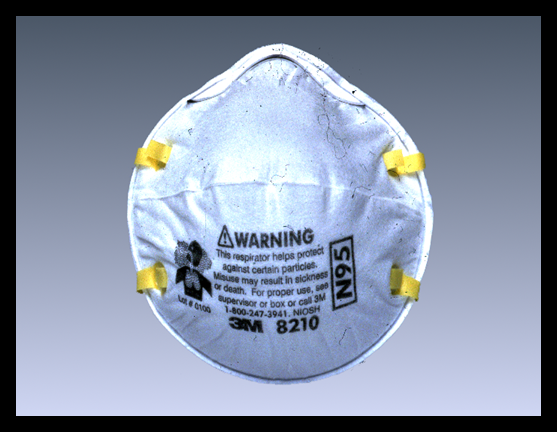 ⚠WARNING
This respirator helps protect
against certain particles.
Misuse may result in sickness
or death. For proper use, see
supervisor or box or call 3M
1-800-247-3941. NIOSH
3M 8210
N95
Lot # 0100